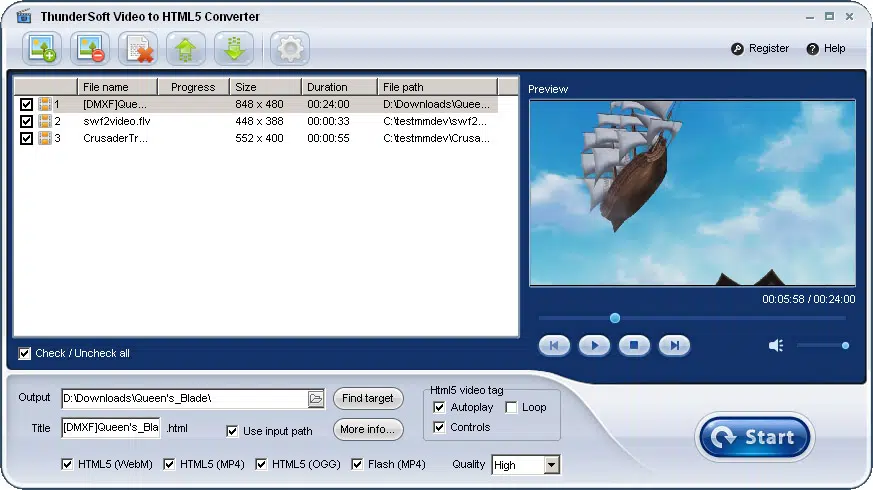 ThunderSoft Video to HTML5 Converter
Register Help
File name Progress Size Duration File path
1 [DMXF]Que... 848 x 480 00:24:00 D:\Downloads\Quee...
2 swf2video.flv 448 x 388 00:00:33 C:\testmmdev\swf2...
3 CrusaderTr... 552 x 400 00:00:55 C:\testmmdev\Crusa...
Preview
00:05:58 / 00:24:00
Check / Uncheck all
Output D:\Downloads\Queen's_Blade\ Find target
Title [DMXF]Queen's_Bla .html Use input path More info...
Html5 video tag
Autoplay Loop
Controls
HTML5 (WebM) HTML5 (MP4) HTML5 (OGG) Flash (MP4) Quality High
Start